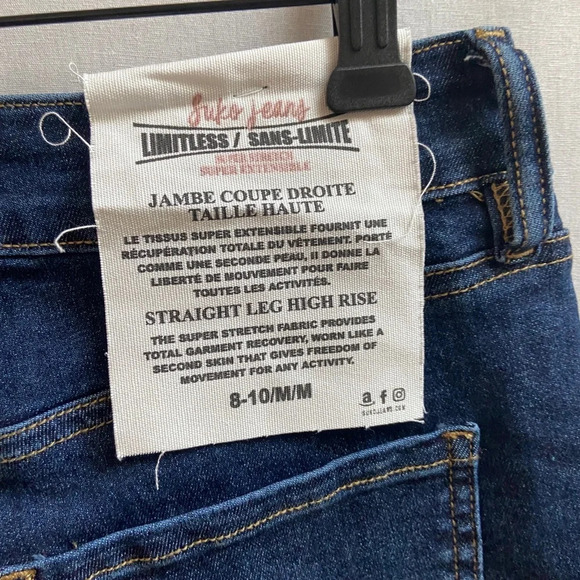 Suko jeans
LIMITLESS / SANS-LIMITE
SUPER STRETCH
SUPER EXTENSIBLE
JAMBE COUPE DROITE
TAILLE HAUTE
LE TISSUS SUPER EXTENSIBLE FOURNIT UNE
RÉCUPÉRATION TOTALE DU VÊTEMENT. PORTÉ
COMME UNE SECONDE PEAU, II DONNE LA
LIBERTÉ DE MOUVEMENT POUR FAIRE
TOUTES LES ACTIVITÉS.
STRAIGHT LEG HIGH RISE
THE SUPER STRETCH FABRIC PROVIDES
TOTAL GARMENT RECOVERY, WORN LIKE A
SECOND SKIN THAT GIVES FREEDOM OF
MOVEMENT FOR ANY ACTIVITY.
8-10/M/M
a f
SUKOJEANS.COM